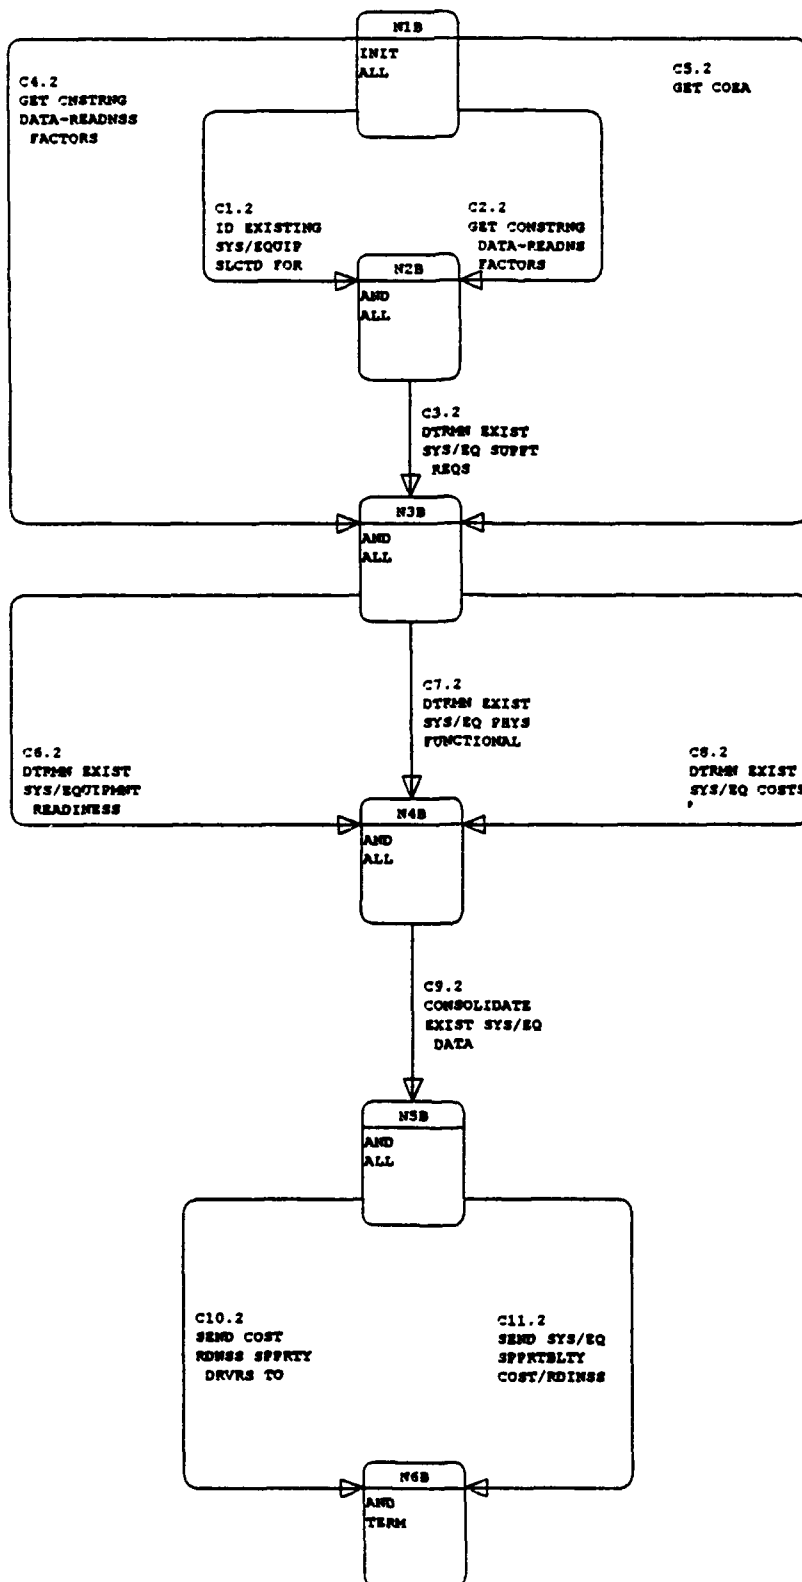 N1B
INIT
ALL
C4.2
GET CNSTRNG
DATA-READNSS
FACTORS
C5.2
GET COEA
C1.2
ID EXISTING
SYS/EQUIP
SLCTD FOR
C2.2
GET CONSTRNG
DATA-READNS
FACTORS
N2B
AND
ALL
C3.2
DTRMN EXIST
SYS/EQ SUPPT
REQS
N3B
AND
ALL
C7.2
DTRMN EXIST
SYS/EQ PHYS
FUNCTIONAL
C6.2
DTRMN EXIST
SYS/EQUIPMNT
READINESS
C8.2
DTRMN EXIST
SYS/EQ COSTS
,
N4B
AND
ALL
C9.2
CONSOLIDATE
EXIST SYS/EQ
DATA
N5B
AND
ALL
C10.2
SEND COST
RDNSS SPPRTY
DRVRS TO
C11.2
SEND SYS/EQ
SPPRTBLTY
COST/RDINSS
N6B
AND
TERM